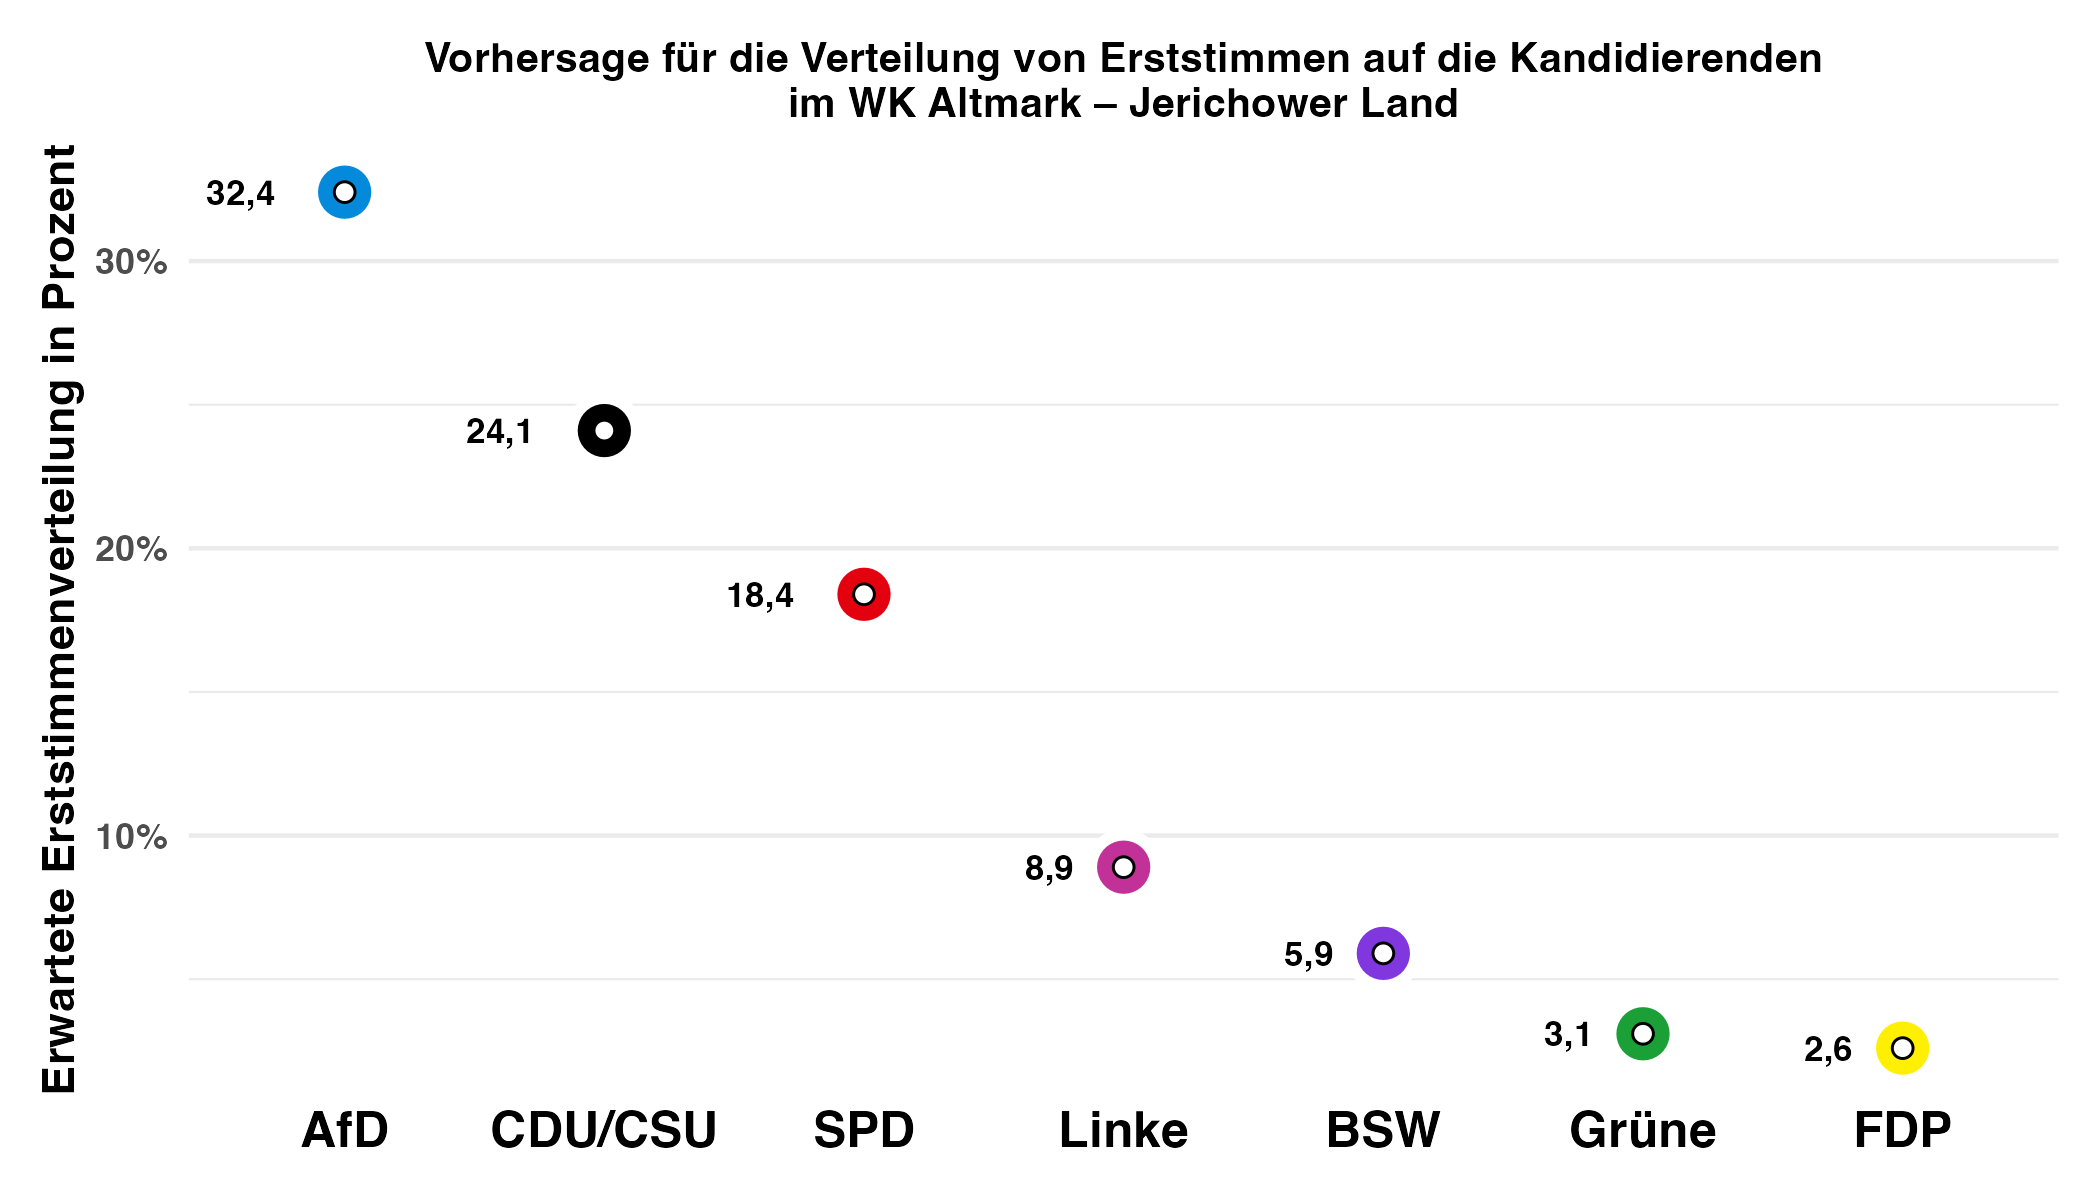 Vorhersage für die Verteilung von Erststimmen auf die Kandidierenden
im WK Altmark – Jerichower Land
Erwartete Erststimmenverteilung in Prozent
32,4
30%
24,1
20%
18,4
10%
8,9
5,9
3,1
2,6
AfD
CDU/CSU
SPD
Linke
BSW
Grüne
FDP